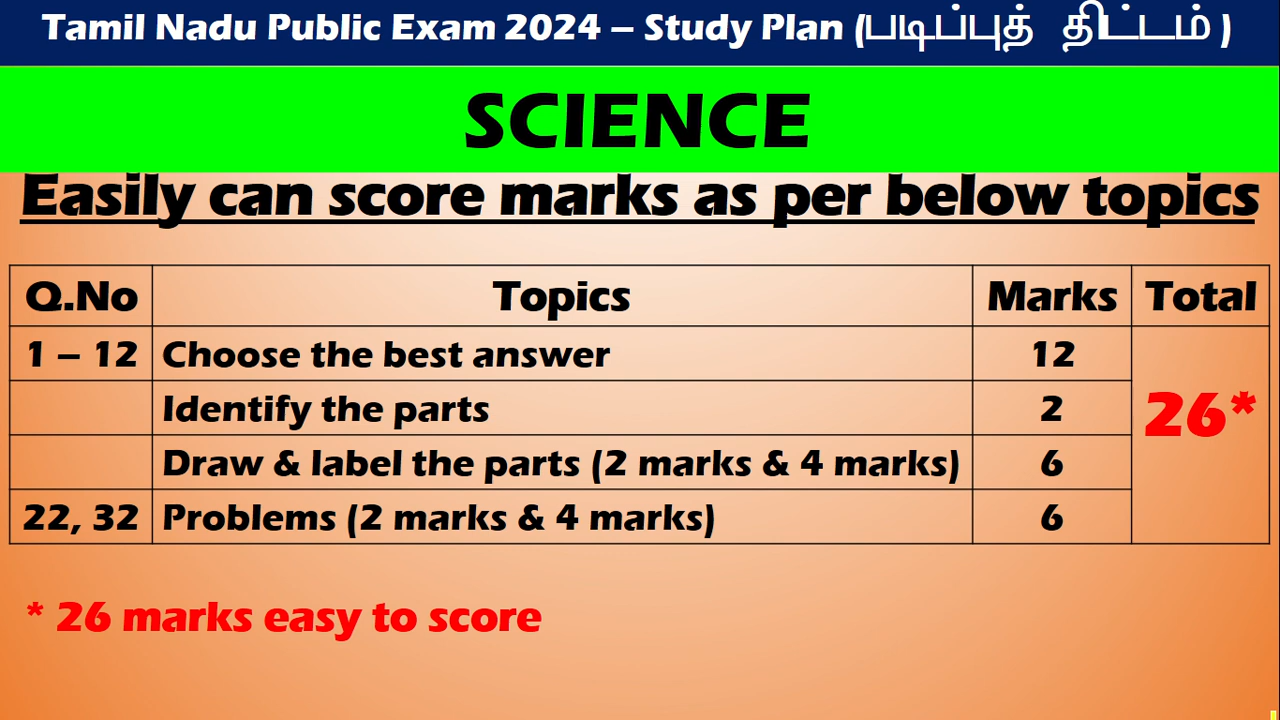 Tamil Nadu Public Exam 2024 – Study Plan (படிப்புத் திட்டம் )
SCIENCE
Easily can score marks as per below topics
Q.No Topics Marks Total
1 – 12 Choose the best answer 12
Identify the parts 2
26*
Draw & label the parts (2 marks & 4 marks) 6
22, 32 Problems (2 marks & 4 marks) 6
* 26 marks easy to score